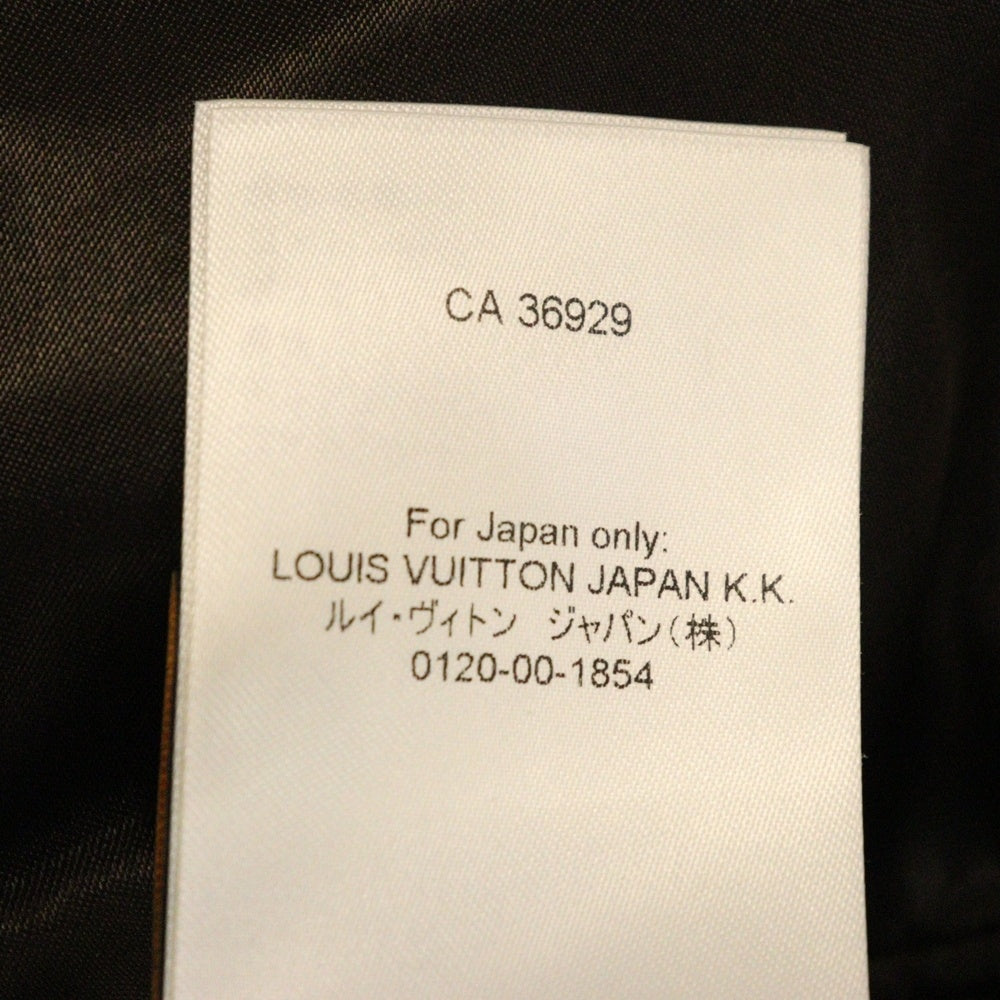 CA 36929
For Japan only:
LOUIS VUITTON JAPAN K.K.
ルイ・ヴィトン　ジャパン(株)
0120-00-1854